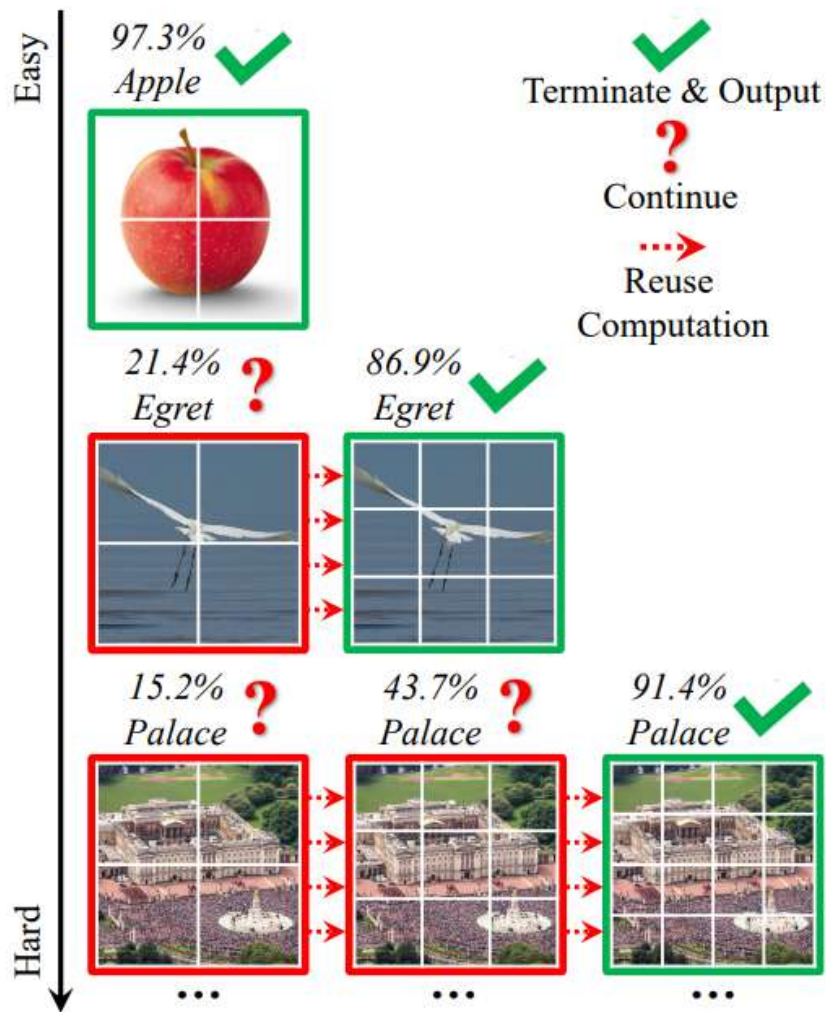 Easy
97.3%
Apple
Terminate & Output
?
Continue
Reuse
Computation
21.4%
Egret
?
86.9%
Egret
15.2%
Palace
?
43.7%
Palace
?
91.4%
Palace
Hard
...
...
...